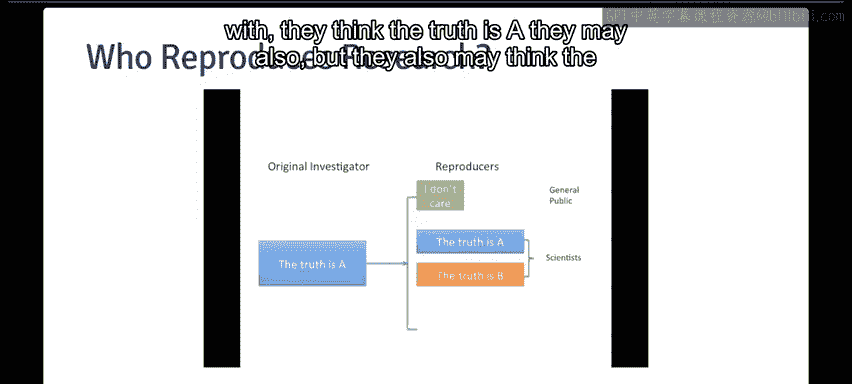 with, they think the truth is A they may
also, but they also may think the
Who Reproduces Research?
Original Investigator
Reproducers
I don't
care
General
Public
The truth is A
The truth is A
Scientists
The truth is B